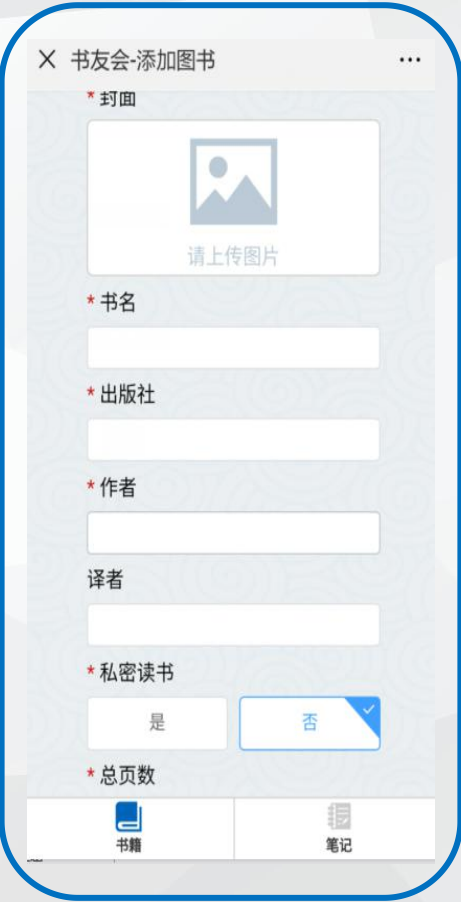 书友会-添加图书
* 封面
请上传图片
* 书名
* 出版社
* 作者
译者
* 私密读书
是
否
* 总页数
书籍
笔记